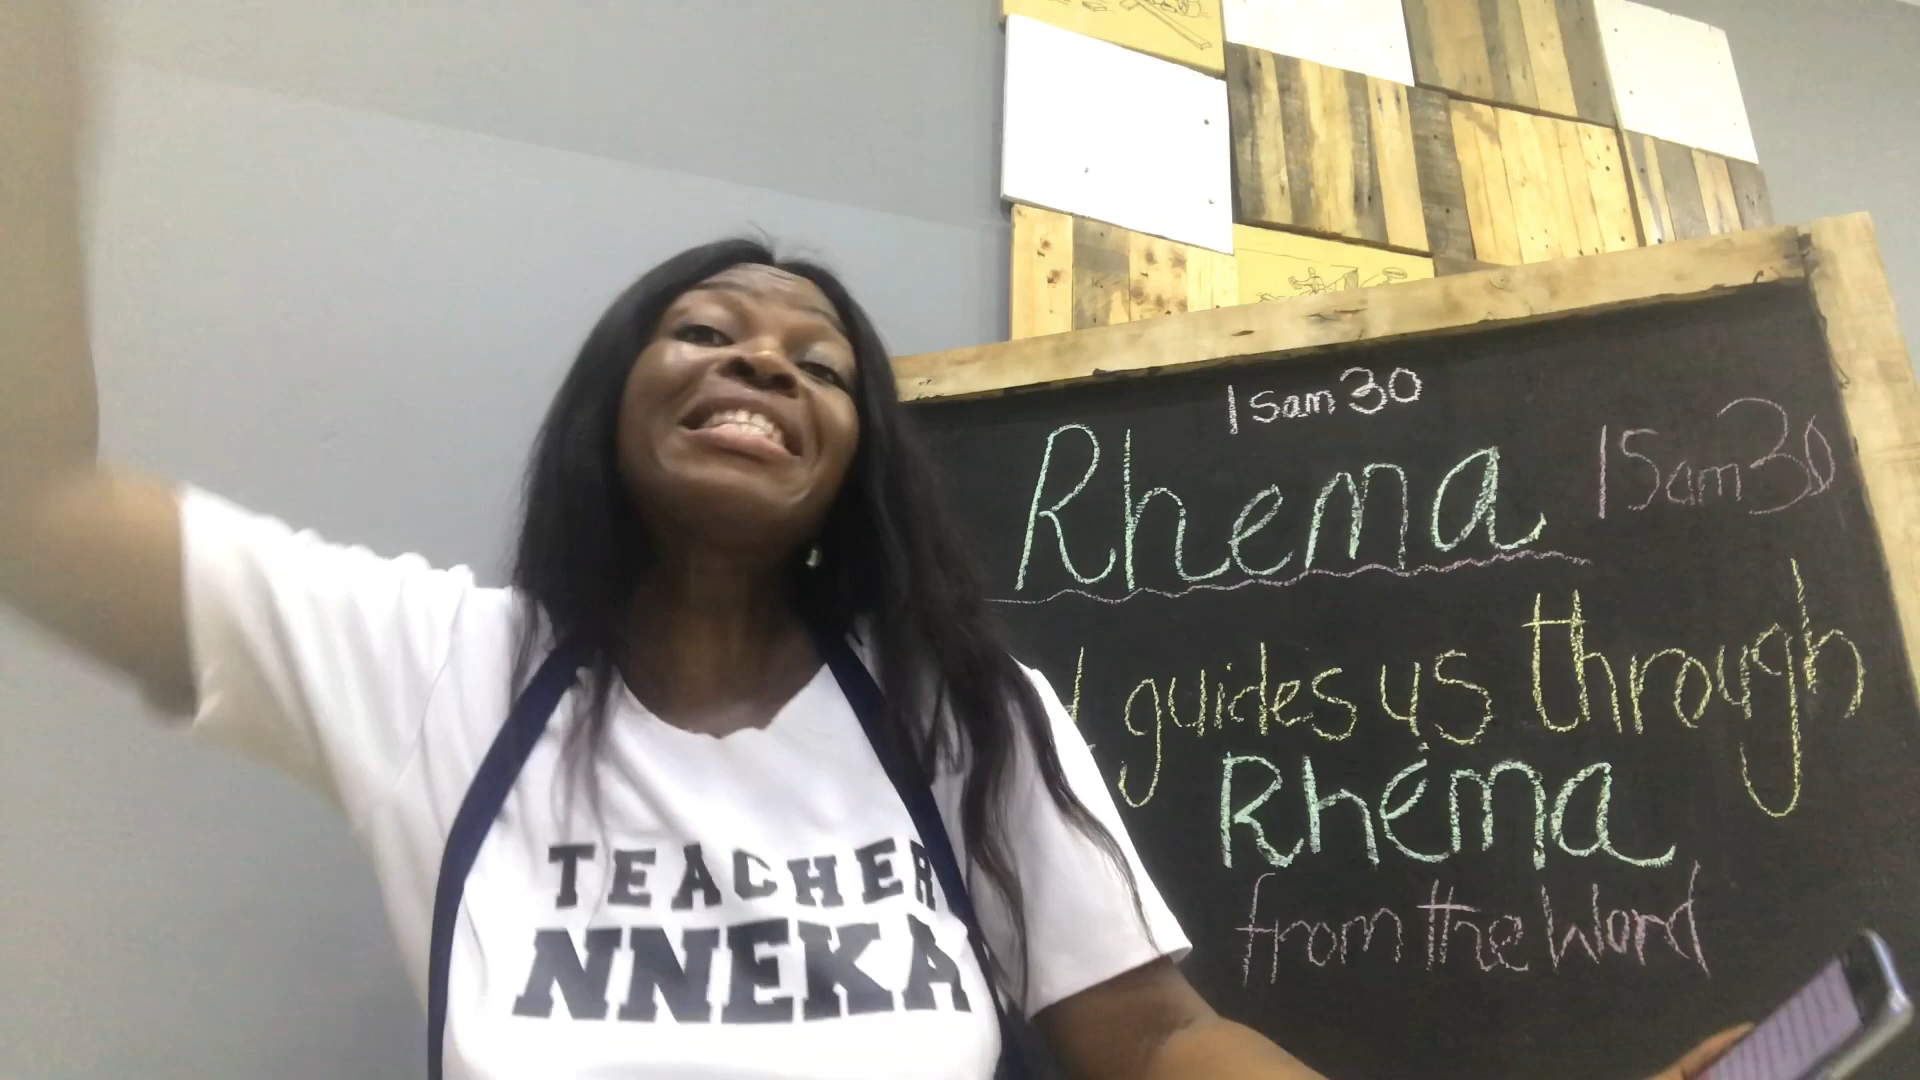 1 Sam 30
Rhema
1 Sam 30
guides us through
Rhema
from the Word
TEACHER
NNEKA